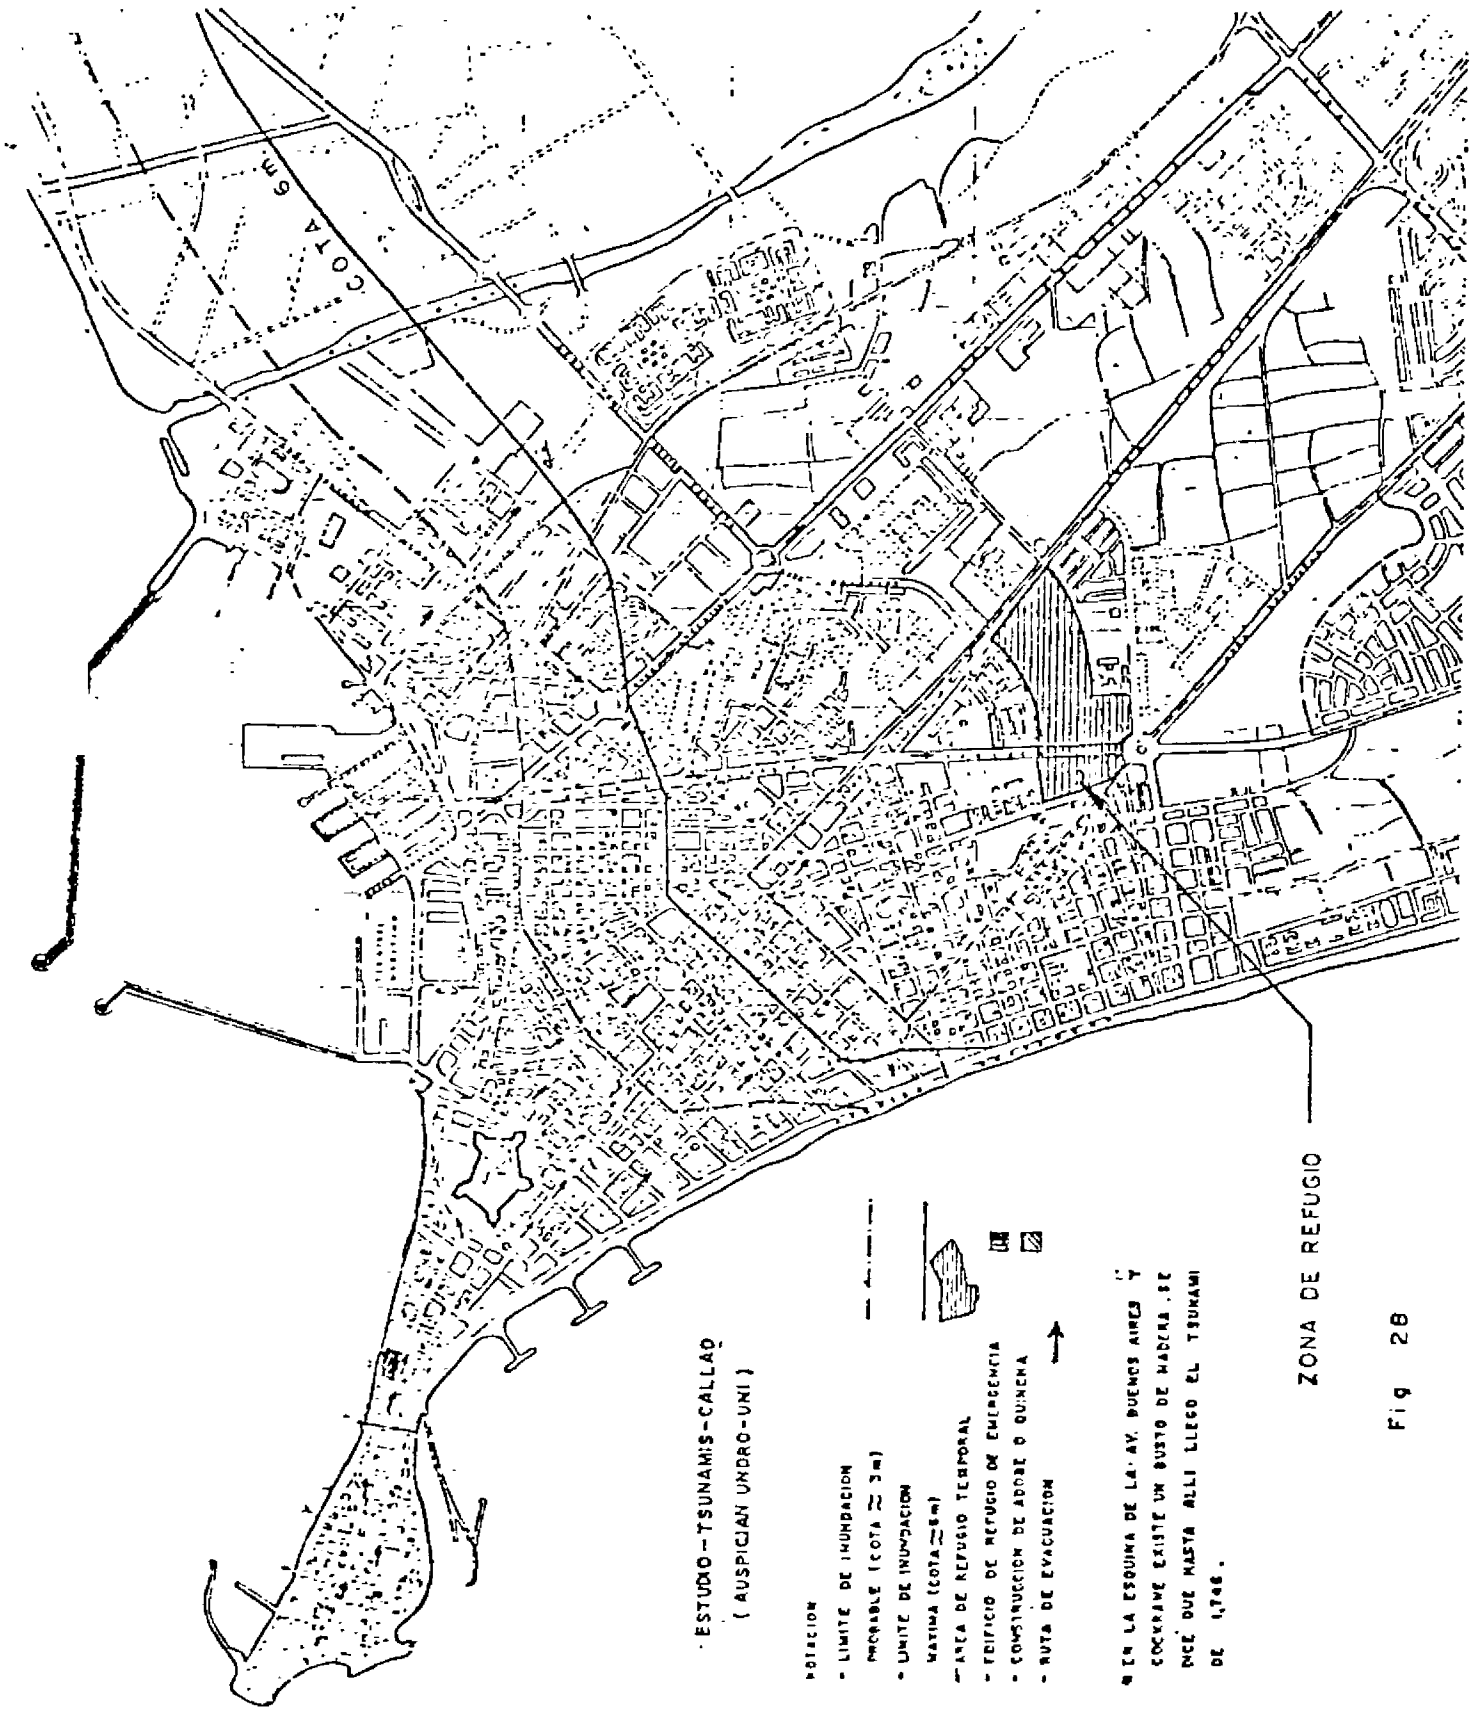 COTA 6m.
- ESTUDIO-TSUNAMIS-CALLAO
( AUSPICIAN UNDRO-UNI )
NOTACION
- LIMITE DE INUNDACION
PROBABLE (COTA ≈ 3m)
- LIMITE DE INUNDACION
MAXIMA (COTA ≈ 6m)
- AREA DE REFUGIO TEMPORAL
- EDIFICIO DE REFUGIO DE EMERGENCIA
- CONSTRUCCION DE ADOBE O QUINCHA
- RUTA DE EVACUACION
* EN LA ESQUINA DE LA AV. BUENOS AIRES Y
COCKRANE EXISTE UN BUSTO DE MADERA, SE
DICE QUE HASTA ALLI LLEGO EL TSUNAMI
DE 1,746.
ZONA DE REFUGIO
Fig 28